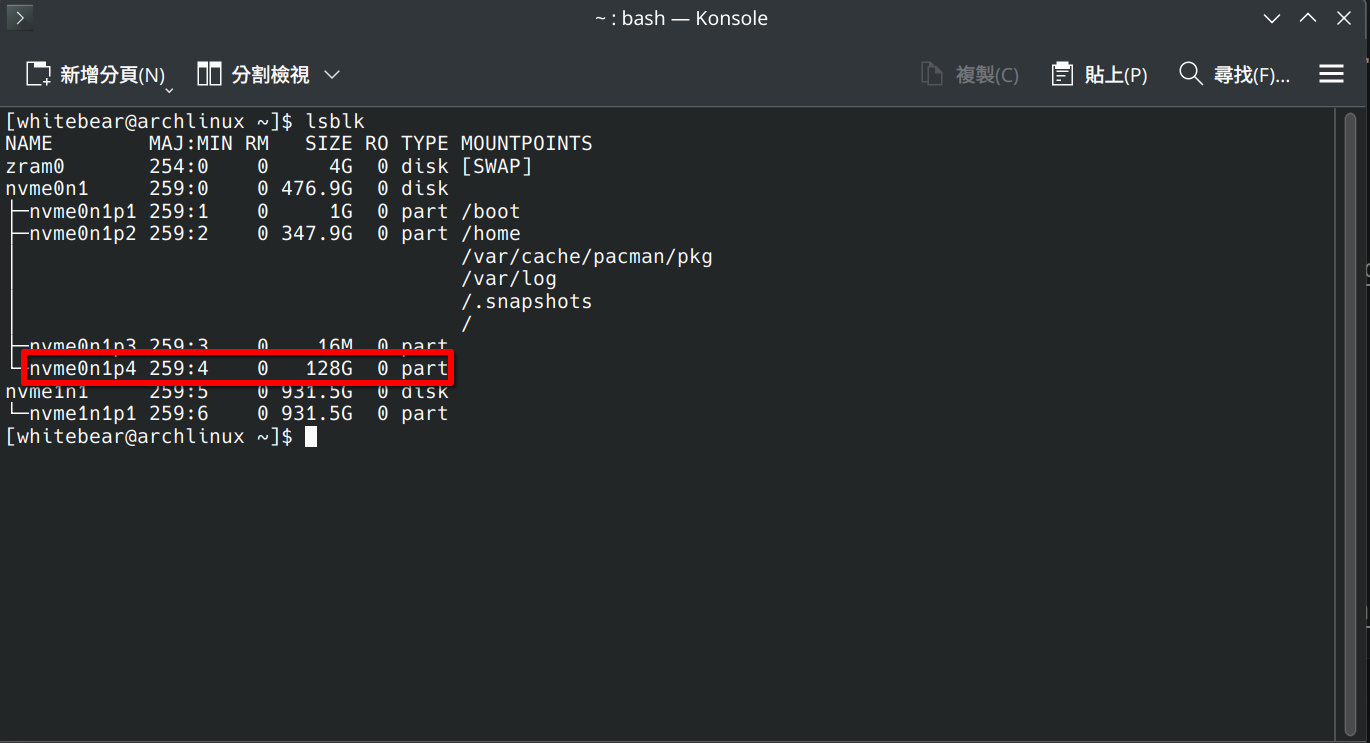 ~ : bash — Konsole
新增分頁(N) 分割檢視 複製(C) 貼上(P) 尋找(F)...
[whitebear@archlinux ~]$ lsblk
NAME        MAJ:MIN RM   SIZE RO TYPE MOUNTPOINTS
zram0       254:0    0     4G  0 disk [SWAP]
nvme0n1     259:0    0 476.9G  0 disk
├─nvme0n1p1 259:1    0     1G  0 part /boot
├─nvme0n1p2 259:2    0 347.9G  0 part /home
│                                     /var/cache/pacman/pkg
│                                     /var/log
│                                     /.snapshots
│                                     /
├─nvme0n1p3 259:3    0    16M  0 part
└─nvme0n1p4 259:4    0   128G  0 part
nvme1n1     259:5    0 931.5G  0 disk
└─nvme1n1p1 259:6    0 931.5G  0 part
[whitebear@archlinux ~]$